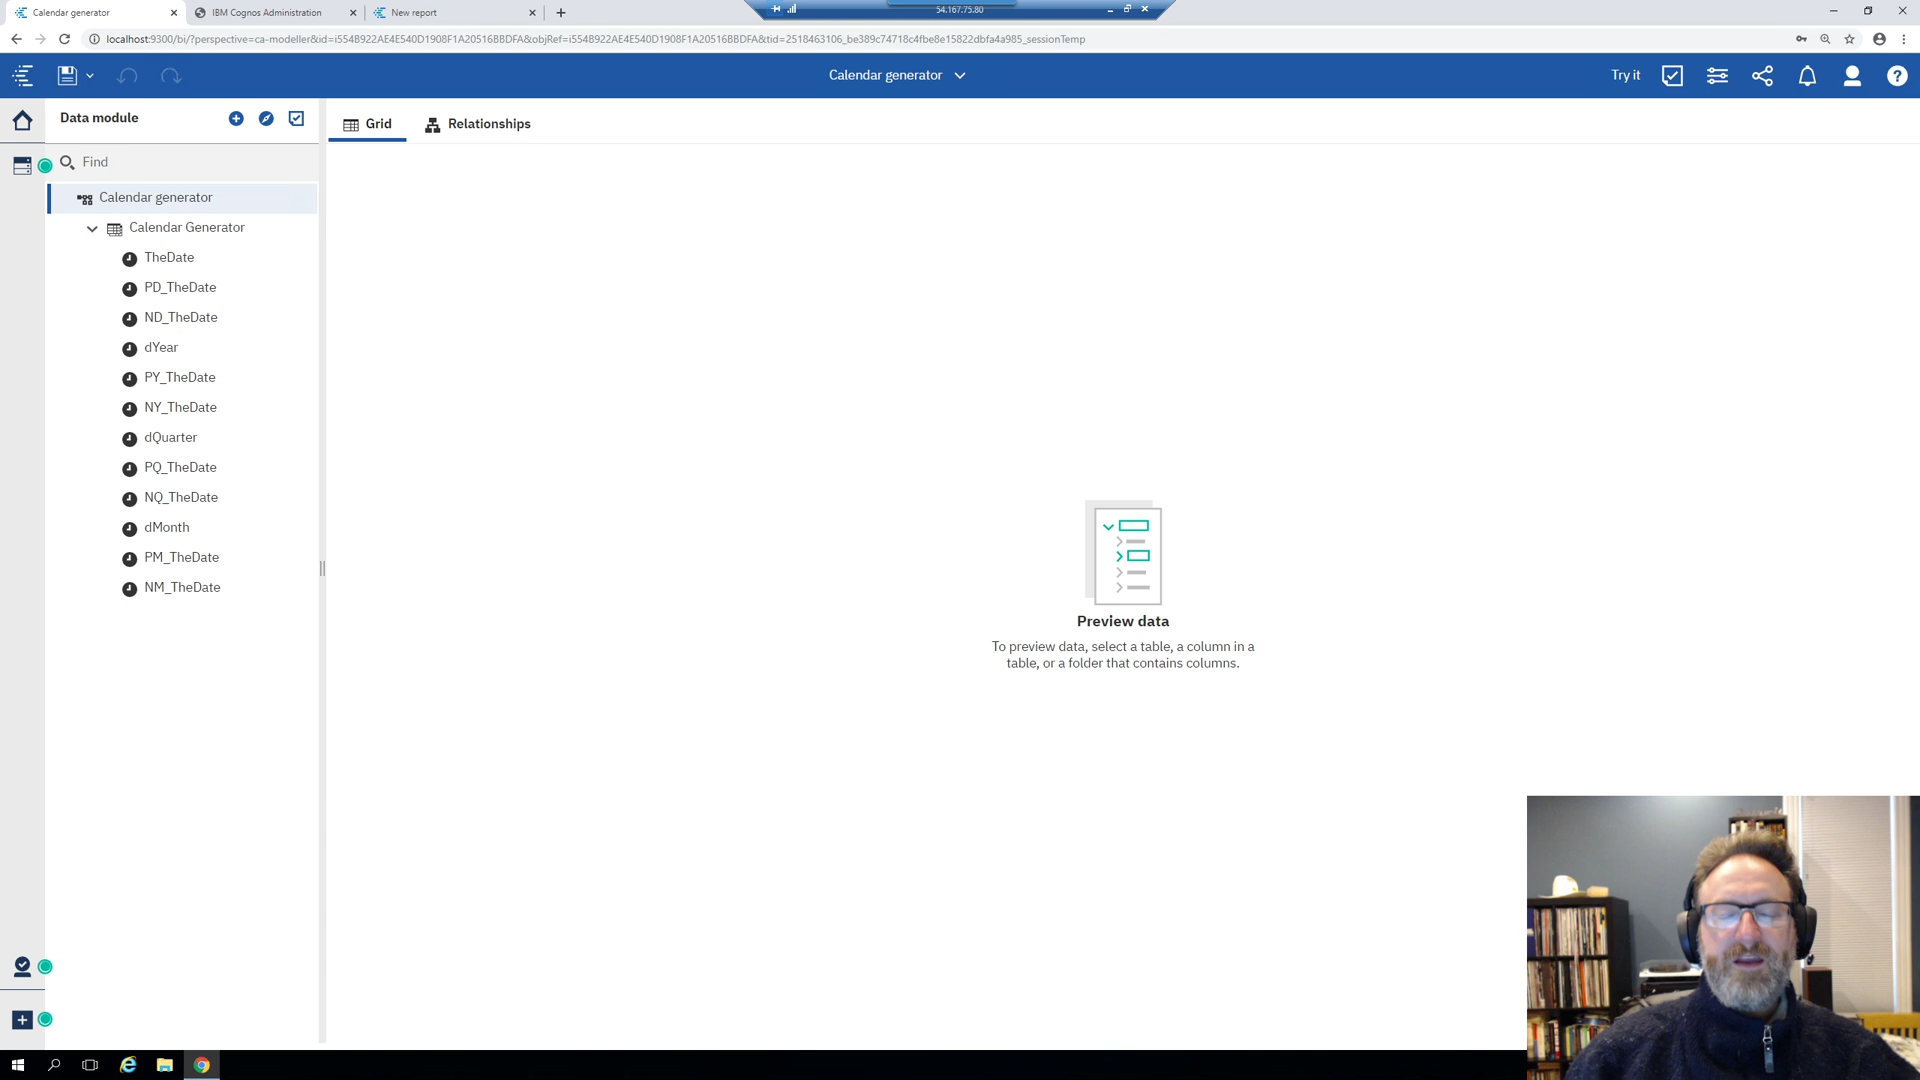 Calendar generator
IBM Cognos Administration
New report
54.167.75.80
localhost:9300/bi/?perspective=ca-modeller&id=i554B922AE4E540D1908F1A20516BBDFA&objRef=i554B922AE4E540D1908F1A20516BBDFA&tid=2518463106_be389c74718c4fbe8e15822dbfa4a985_sessionTemp
Calendar generator
Try it
Data module
Grid
Relationships
Find
Calendar generator
Calendar Generator
TheDate
PD_TheDate
ND_TheDate
dYear
PY_TheDate
NY_TheDate
dQuarter
PQ_TheDate
NQ_TheDate
dMonth
PM_TheDate
NM_TheDate
Preview data
To preview data, select a table, a column in a
table, or a folder that contains columns.